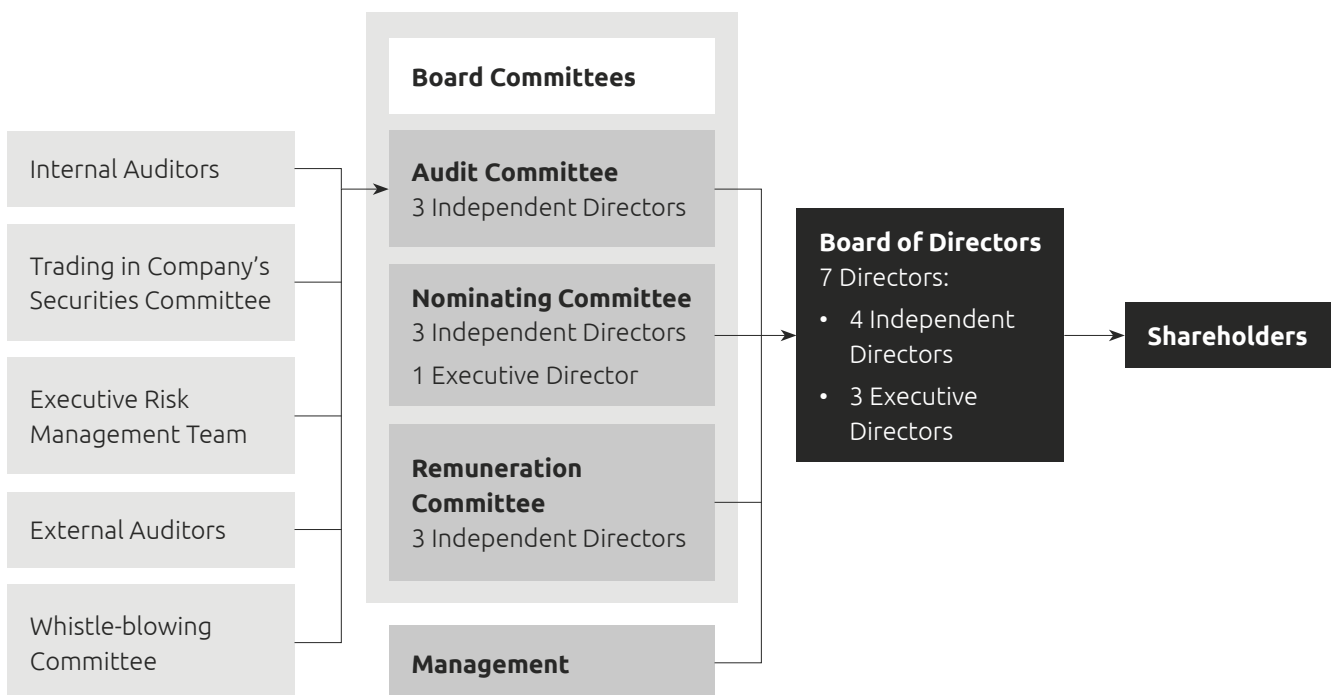 Internal Auditors
Trading in Company’s
Securities Committee
Executive Risk
Management Team
External Auditors
Whistle-blowing
Committee
Board Committees
Audit Committee
3 Independent Directors
Nominating Committee
3 Independent Directors
1 Executive Director
Remuneration
Committee
3 Independent Directors
Management
Board of Directors
7 Directors:
• 4 Independent
Directors
• 3 Executive
Directors
Shareholders